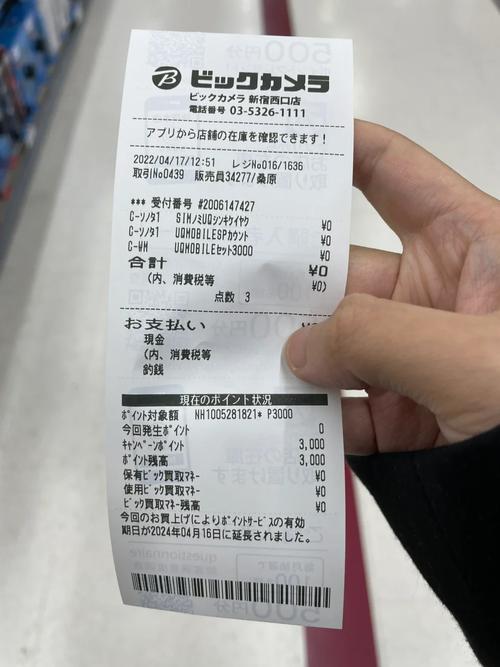 ビックカメラ
ビックカメラ 新宿西口店
電話番号 03-5326-1111
アプリから店舗の在庫を確認できます!
2022/04/17/12:51 レジNo016/1636
取引No0439 販売員34277/桑原
*** 受付番号 #2006147427
C-ソノタ1 SIMノミUQシンキケイヤク ¥0
C-ソノタ1 UQMOBILESPカウント ¥0
C-WM UQMOBILEセット3000 ¥0
合計 ¥0
(内、消費税等 ¥0)
点数 3
お支払い
現金
(内、消費税等
釣銭
現在のポイント状況
ポイント対象額 NH1005281821* P3000
今回発生ポイント 0
キャンペーンポイント 3,000
ポイント残高 3,000
保有ビック買取マネー ¥0
使用ビック買取マネー ¥0
ビック買取マネー残高 ¥0
今回のお買上げによりポイントサービスの有効
期日が2024年04月16日に延長されました。